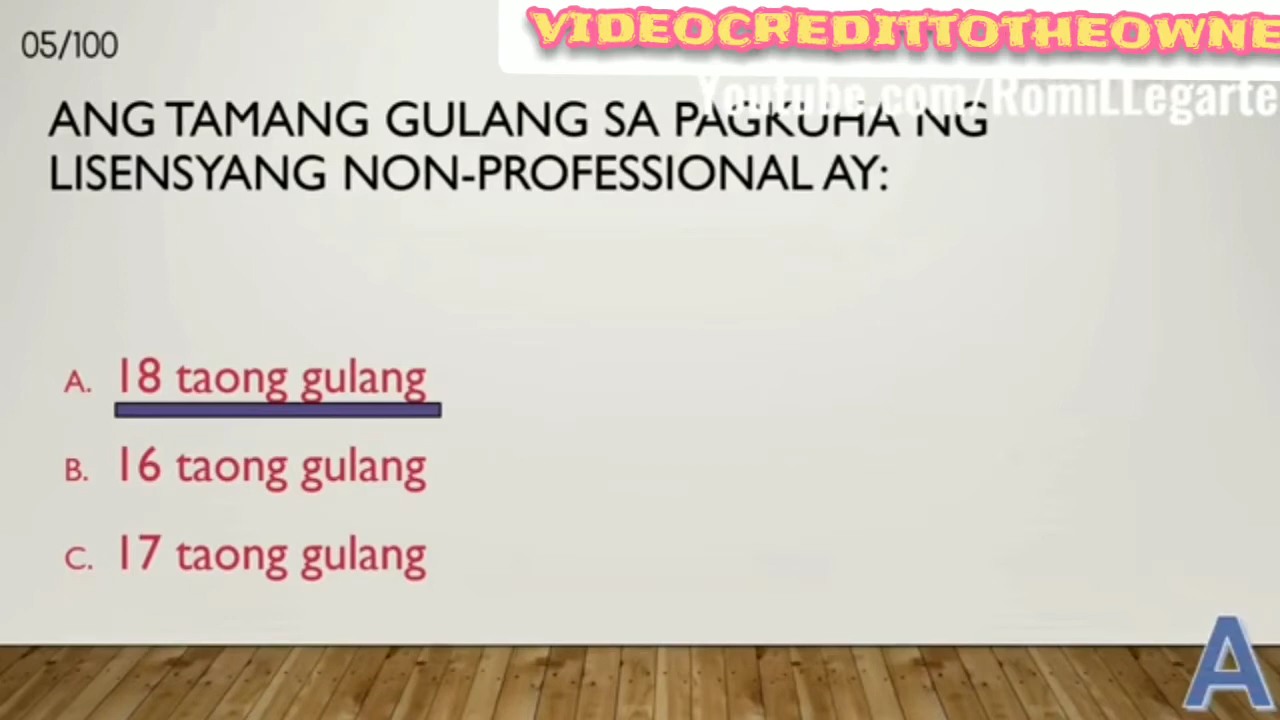 05/100
VIDEOCREDITTOTHEOWNE
Youtube.com/RomiLLegarte
ANG TAMANG GULANG SA PAGKUHA NG
LISENSYANG NON-PROFESSIONAL AY:
A. 18 taong gulang
B. 16 taong gulang
C. 17 taong gulang
A